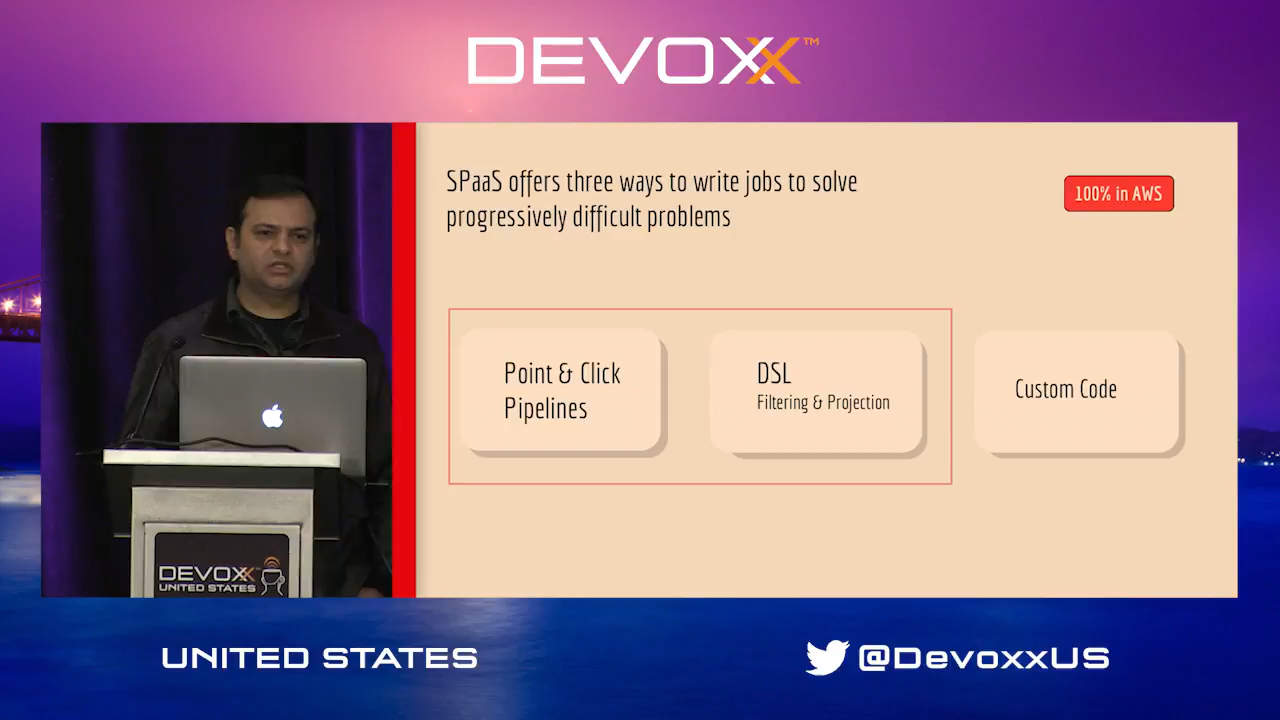 DEVOXX™
SPaaS offers three ways to write jobs to solve
progressively difficult problems
100% in AWS
Point & Click
Pipelines
DSL
Filtering & Projection
Custom Code
DEVOXX™
UNITED STATES
UNITED STATES
@DevoxxUS